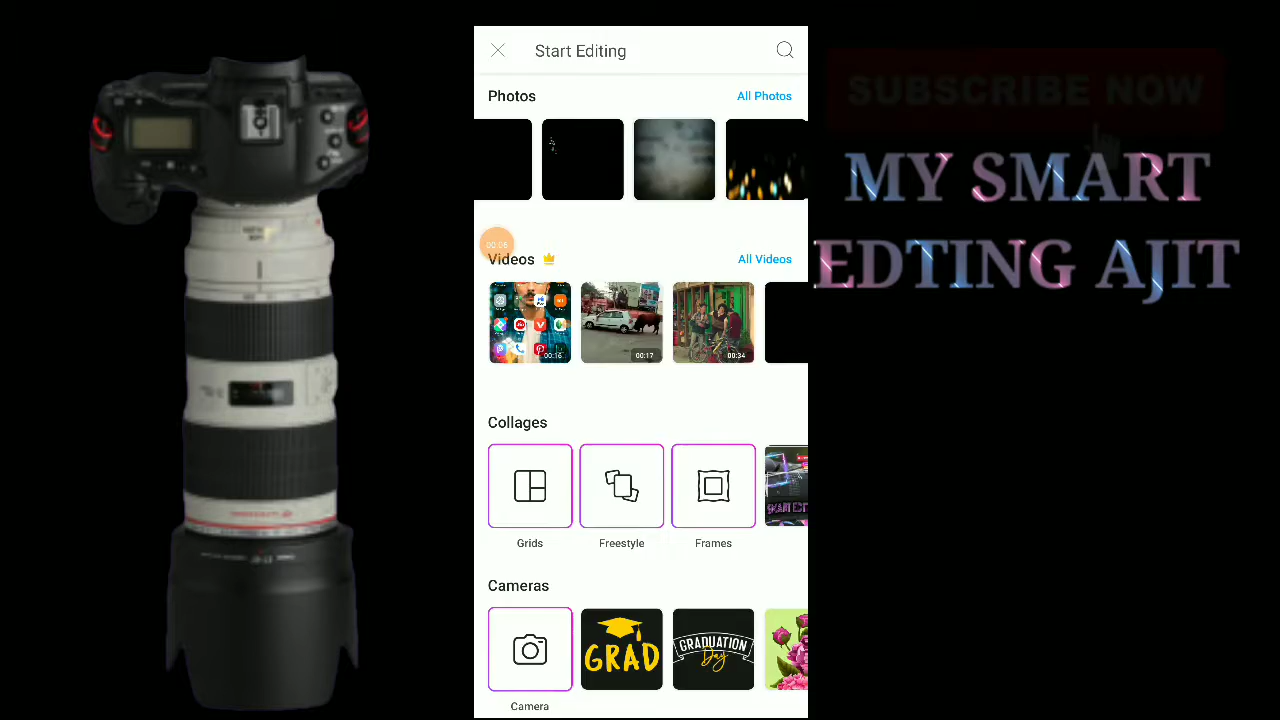 Start Editing
SUBSCRIBE NOW
MY SMART
EDTING AJIT
Photos
All Photos
Videos
All Videos
00:16
00:17
00:34
Collages
Grids
Freestyle
Frames
Cameras
GRAD
GRADUATION
Day
Camera